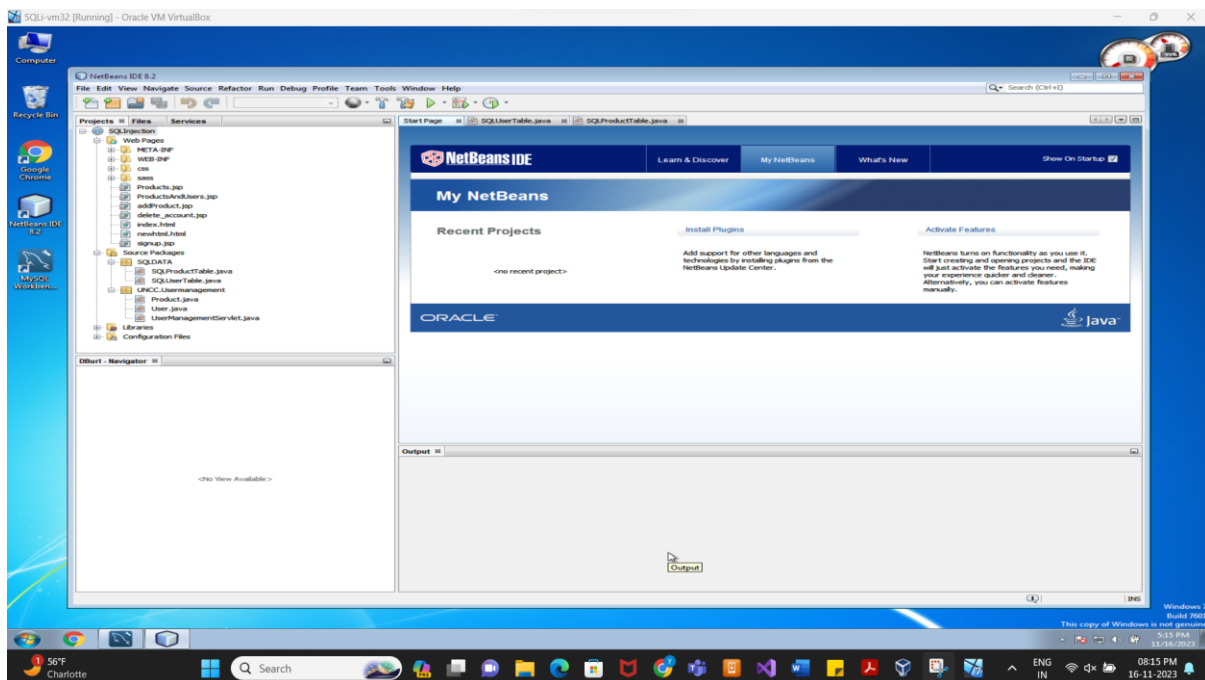 SQLi-vm32 [Running] - Oracle VM VirtualBox
Computer
Recycle Bin
Google Chrome
NetBeans IDE 8.2
MySQL Workben...
NetBeans IDE 8.2
File Edit View Navigate Source Refactor Run Debug Profile Team Tools Window Help
Search (Ctrl+I)
Projects Files Services
SQLInjection
Web Pages
META-INF
WEB-INF
css
sass
Products.jsp
ProductsAndUsers.jsp
addProduct.jsp
delete_account.jsp
index.html
newhtml.html
signup.jsp
Source Packages
SQLDATA
SQLProductTable.java
SQLUserTable.java
UNCC.Usermanagement
Product.java
User.java
UserManagementServlet.java
Libraries
Configuration Files
DBurl - Navigator
<No View Available>
Start Page SQLUserTable.java SQLProductTable.java
NetBeans IDE
Learn & Discover My NetBeans What's New Show On Startup
My NetBeans
Recent Projects
<no recent project>
Install Plugins
Add support for other languages and
technologies by installing plugins from the
NetBeans Update Center.
Activate Features
NetBeans turns on functionality as you use it.
Start creating and opening projects and the IDE
will just activate the features you need, making
your experience quicker and cleaner.
Alternatively, you can activate features
manually.
ORACLE
Java
Output
Output
INS
Windows 7
Build 7601
This copy of Windows is not genuine
5:15 PM
11/16/2023
1
56°F
Charlotte
Search
ENG
IN
08:15 PM
16-11-2023